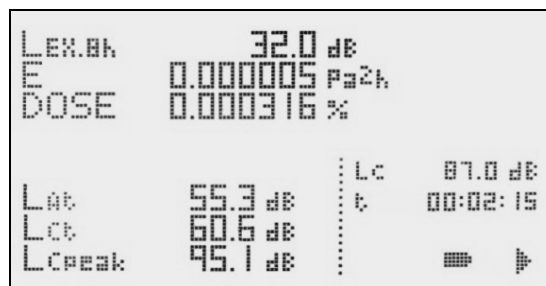 LEX.8h 32.0 dB
E 0.000005 Pa2h
DOSE 0.000316 %
Lc 87.0 dB
LAt 55.3 dB
t 00:02:15
LCt 60.6 dB
LCpeak 95.1 dB